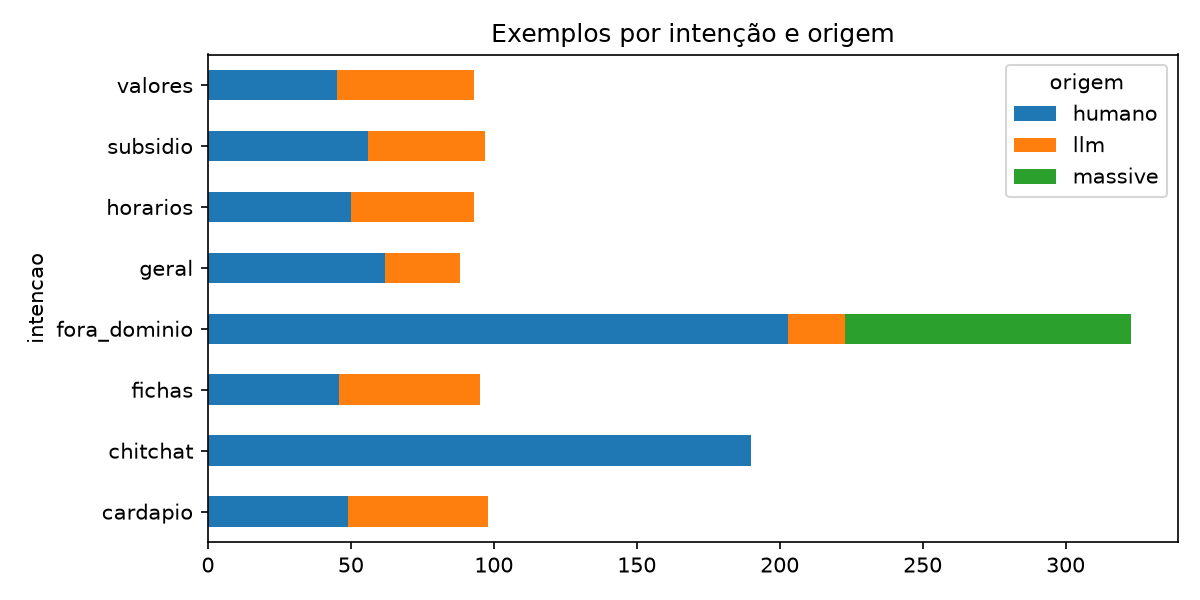 Exemplos por intenção e origem
origem
humano
llm
massive
intencao
valores
subsidio
horarios
geral
fora_dominio
fichas
chitchat
cardapio
0 50 100 150 200 250 300